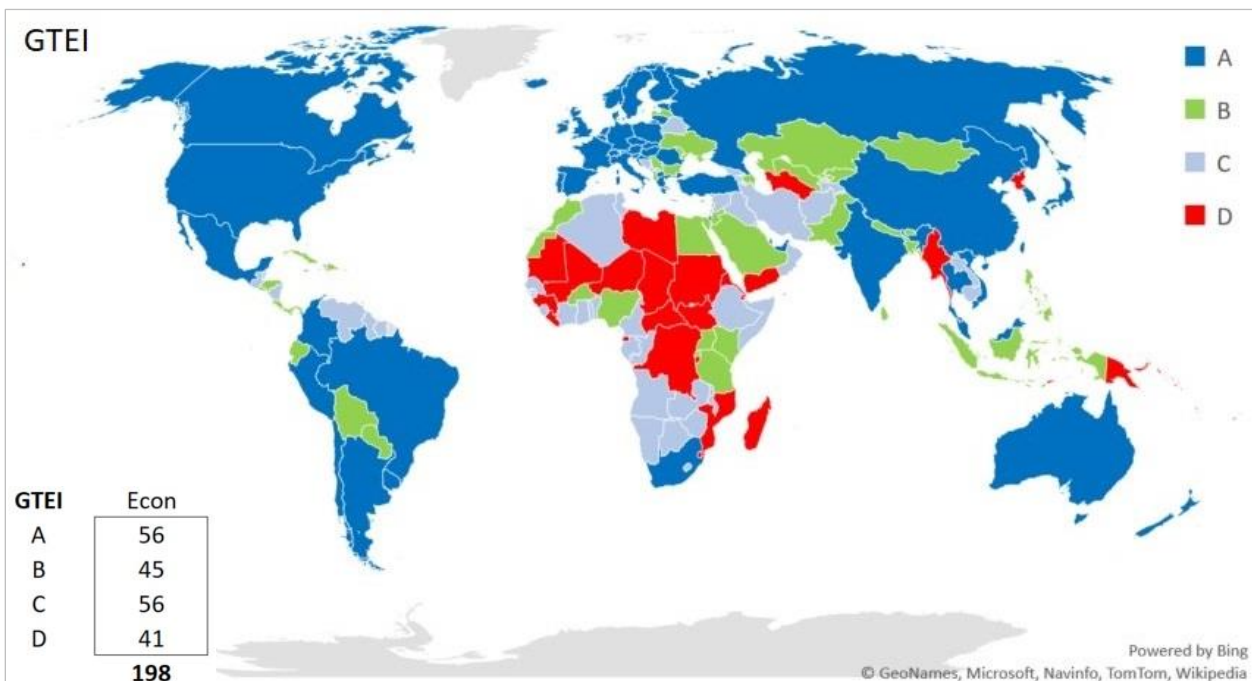 GTEI
A
B
C
D
GTEI Econ
A 56
B 45
C 56
D 41
198
Powered by Bing
© GeoNames, Microsoft, Navinfo, TomTom, Wikipedia